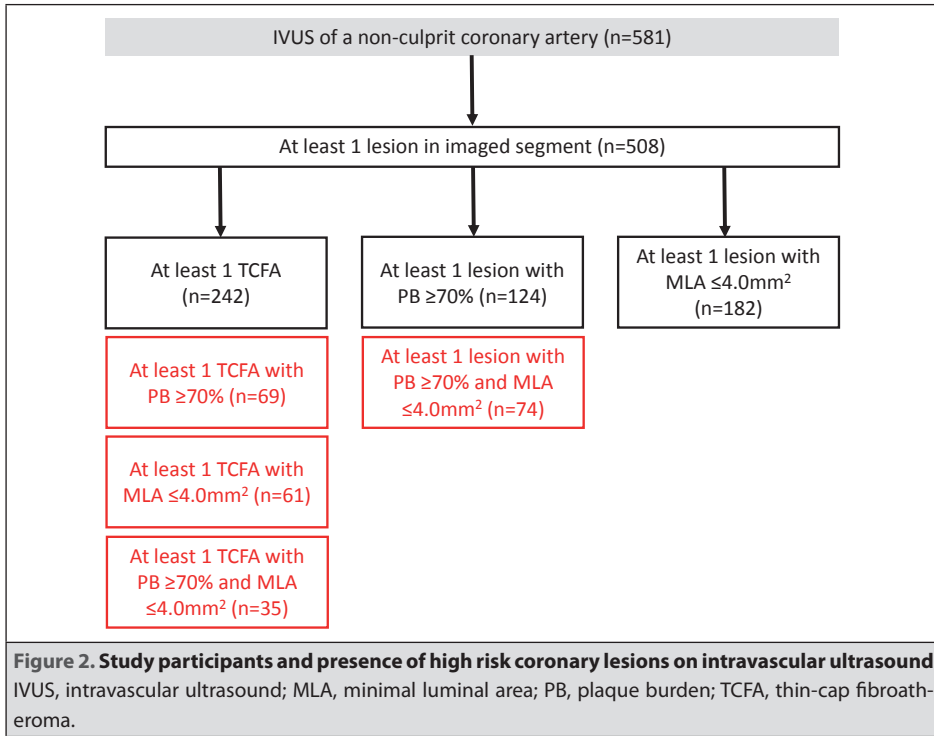 IVUS of a non-culprit coronary artery (n=581)
At least 1 lesion in imaged segment (n=508)
At least 1 TCFA
(n=242)
At least 1 lesion with
PB ≥70% (n=124)
At least 1 lesion with
MLA ≤4.0mm²
(n=182)
At least 1 TCFA with
PB ≥70% (n=69)
At least 1 lesion with
PB ≥70% and MLA
≤4.0mm² (n=74)
At least 1 TCFA with
MLA ≤4.0mm² (n=61)
At least 1 TCFA with
PB ≥70% and MLA
≤4.0mm² (n=35)
Figure 2. Study participants and presence of high risk coronary lesions on intravascular ultrasound
IVUS, intravascular ultrasound; MLA, minimal luminal area; PB, plaque burden; TCFA, thin-cap fibroath-
eroma.